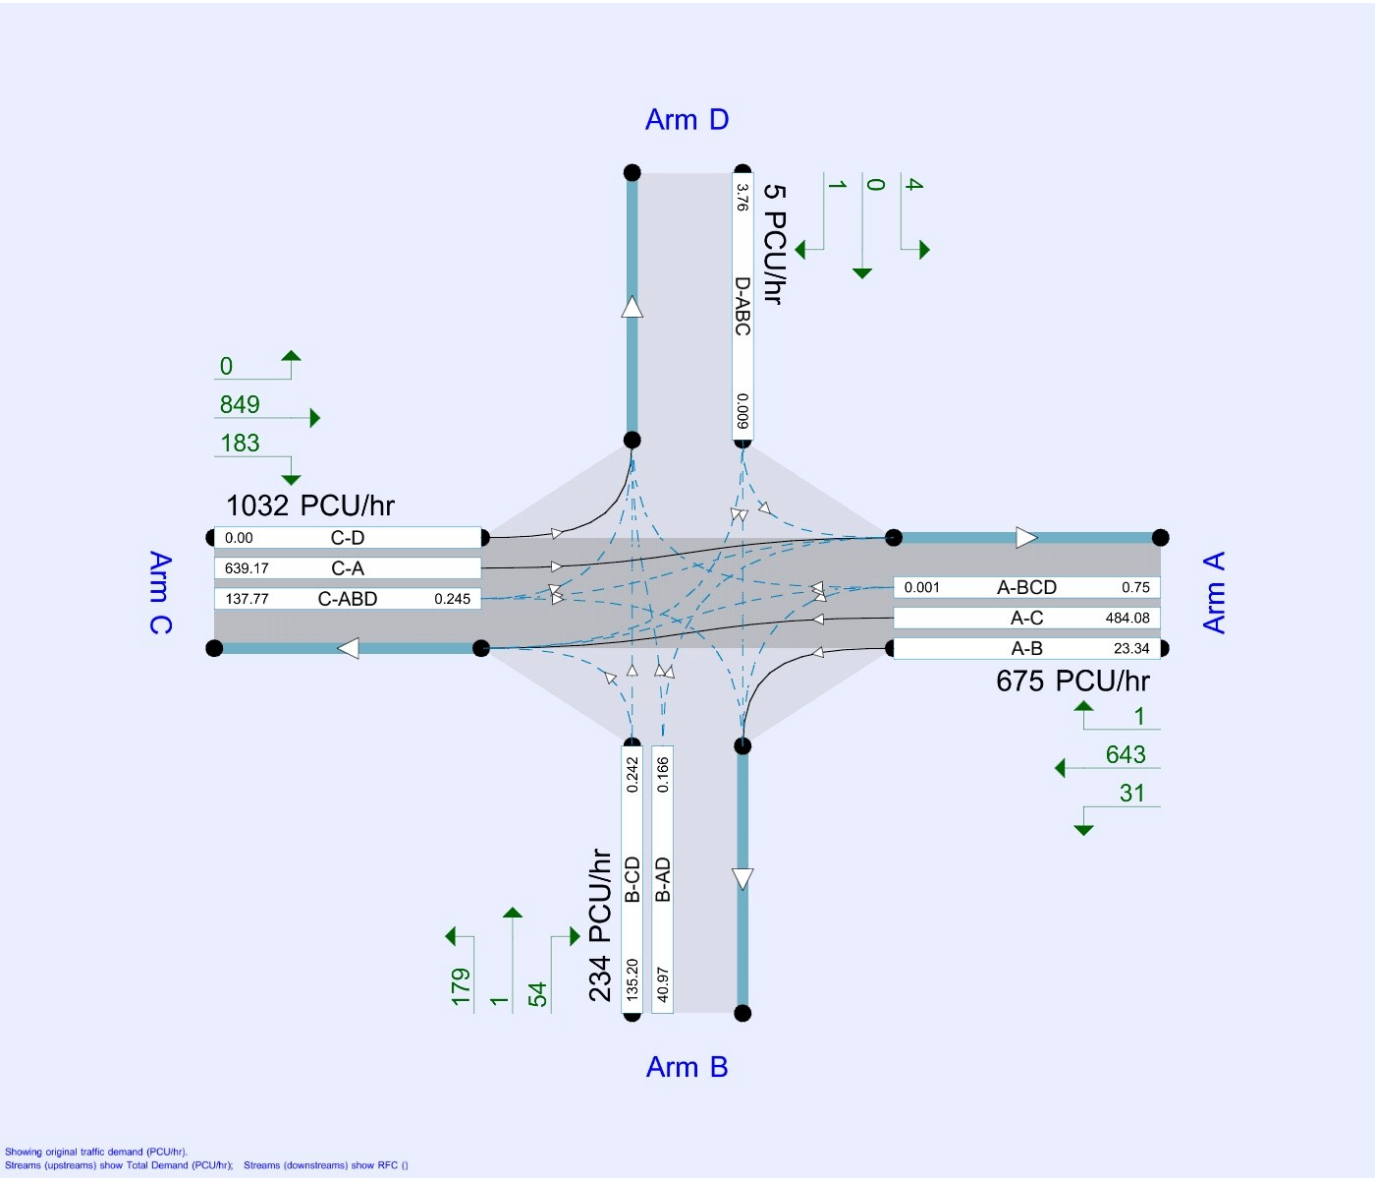 Arm D
3.76 D-ABC 0.009
5 PCU/hr
1
0
4
0
849
183
1032 PCU/hr
0.00 C-D
639.17 C-A
137.77 C-ABD 0.245
Arm C
0.001 A-BCD 0.75
A-C 484.08
A-B 23.34
Arm A
675 PCU/hr
1
643
31
135.20 B-CD 0.242
40.97 B-AD 0.166
234 PCU/hr
179
1
54
Arm B
Showing original traffic demand (PCU/hr).
Streams (upstreams) show Total Demand (PCU/hr); Streams (downstreams) show RFC ()